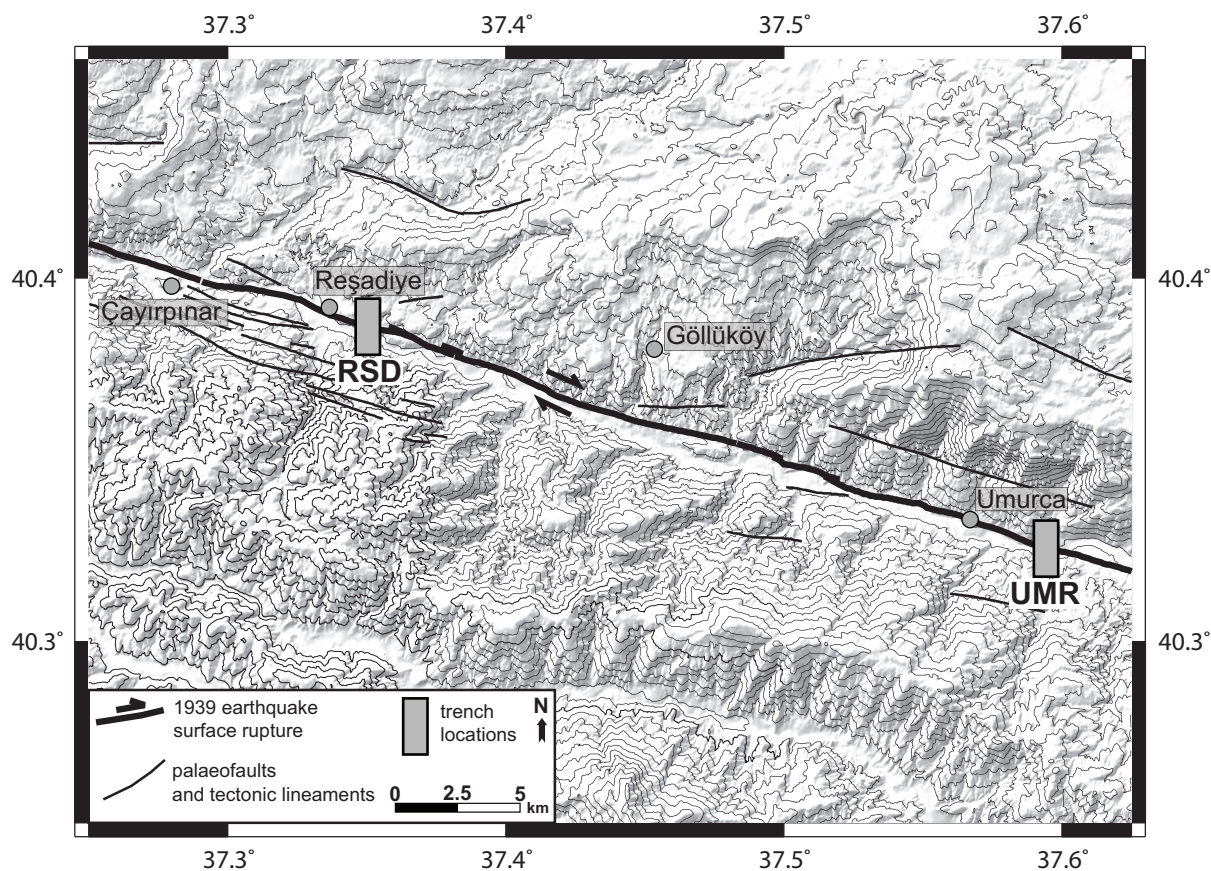 37.3° 37.4° 37.5° 37.6°
40.4° 40.4°
Reşadiye
Çayırpınar
Göllüköy
RSD
Umurca
UMR
40.3° 40.3°
1939 earthquake
surface rupture
trench
locations
N
palaeofaults
and tectonic lineaments
0 2.5 5
km
37.3° 37.4° 37.5° 37.6°